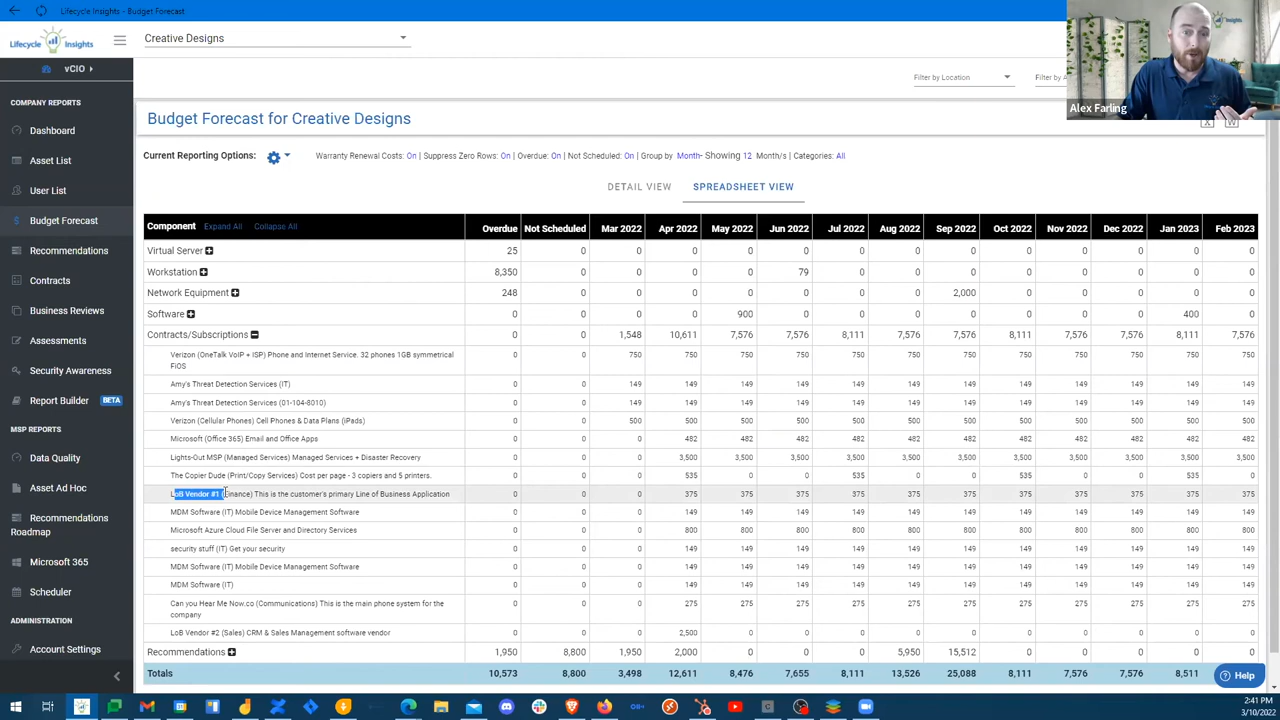 Lifecycle Insights - Budget Forecast
Lifecycle Insights
Creative Designs
vCIO
Filter by Location
Filter by A
Alex Farling
COMPANY REPORTS
Dashboard
Asset List
User List
Budget Forecast
Recommendations
Contracts
Business Reviews
Assessments
Security Awareness
Report Builder BETA
MSP REPORTS
Data Quality
Asset Ad Hoc
Recommendations
Roadmap
Microsoft 365
Scheduler
ADMINISTRATION
Account Settings
Budget Forecast for Creative Designs
Current Reporting Options: Warranty Renewal Costs: On | Suppress Zero Rows: On | Overdue: On | Not Scheduled: On | Group by Month- Showing 12 Month/s | Categories: All
DETAIL VIEW SPREADSHEET VIEW
Component Expand All Collapse All Overdue Not Scheduled Mar 2022 Apr 2022 May 2022 Jun 2022 Jul 2022 Aug 2022 Sep 2022 Oct 2022 Nov 2022 Dec 2022 Jan 2023 Feb 2023
Virtual Server 25 0 0 0 0 0 0 0 0 0 0 0 0 0
Workstation 8,350 0 0 0 0 79 0 0 0 0 0 0 0 0
Network Equipment 248 0 0 0 0 0 0 0 2,000 0 0 0 0 0
Software 0 0 0 0 900 0 0 0 0 0 0 0 400 0
Contracts/Subscriptions 0 0 1,548 10,611 7,576 7,576 8,111 7,576 7,576 8,111 7,576 7,576 8,111 7,576
Verizon (OneTalk VoIP + ISP) Phone and Internet Service. 32 phones 1GB symmetrical 0 0 750 750 750 750 750 750 750 750 750 750 750 750
FiOS
Amy's Threat Detection Services (IT) 0 0 149 149 149 149 149 149 149 149 149 149 149 149
Amy's Threat Detection Services (01-104-8010) 0 0 149 149 149 149 149 149 149 149 149 149 149 149
Verizon (Cellular Phones) Cell Phones & Data Plans (iPads) 0 0 500 500 500 500 500 500 500 500 500 500 500 500
Microsoft (Office 365) Email and Office Apps 0 0 0 482 482 482 482 482 482 482 482 482 482 482
Lights-Out MSP (Managed Services) Managed Services + Disaster Recovery 0 0 0 3,500 3,500 3,500 3,500 3,500 3,500 3,500 3,500 3,500 3,500 3,500
The Copier Dude (Print/Copy Services) Cost per page - 3 copiers and 5 printers. 0 0 0 535 0 0 535 0 0 535 0 0 535 0
LoB Vendor #1 (Finance) This is the customer's primary Line of Business Application 0 0 0 375 375 375 375 375 375 375 375 375 375 375
MDM Software (IT) Mobile Device Management Software 0 0 0 149 149 149 149 149 149 149 149 149 149 149
Microsoft Azure Cloud File Server and Directory Services 0 0 0 800 800 800 800 800 800 800 800 800 800 800
security stuff (IT) Get your security 0 0 0 149 149 149 149 149 149 149 149 149 149 149
MDM Software (IT) Mobile Device Management Software 0 0 0 149 149 149 149 149 149 149 149 149 149 149
MDM Software (IT) 0 0 0 149 149 149 149 149 149 149 149 149 149 149
Can you Hear Me Now.co (Communications) This is the main phone system for the 0 0 0 275 275 275 275 275 275 275 275 275 275 275
company
LoB Vendor #2 (Sales) CRM & Sales Management software vendor 0 0 0 2,500 0 0 0 0 0 0 0 0 0 0
Recommendations 1,950 8,800 1,950 2,000 0 0 0 5,950 15,512 0 0 0 0 0
Totals 10,573 8,800 3,498 12,611 8,476 7,655 8,111 13,526 25,088 8,111 7,576 7,576 8,511 7,576
Help
2:41 PM
3/10/2022